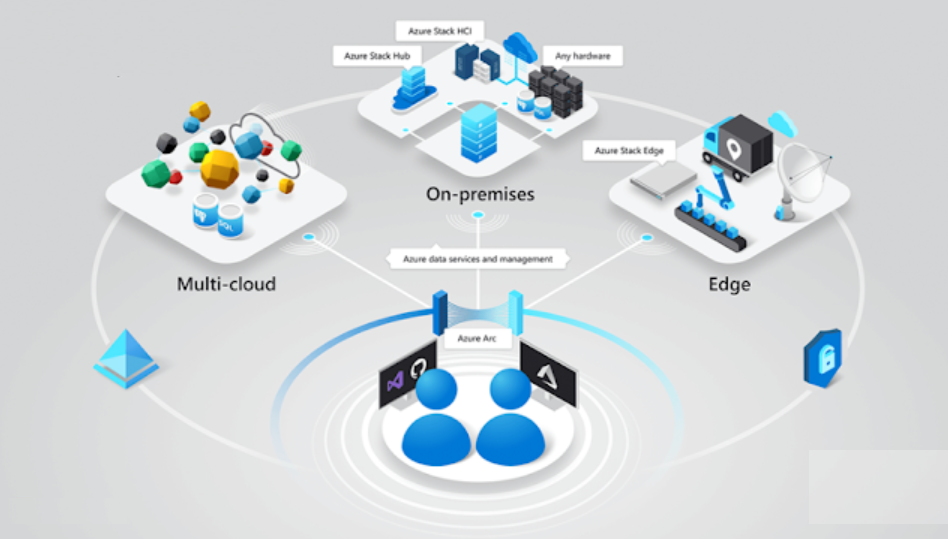 Azure Stack HCI
Azure Stack Hub
Any hardware
Azure Stack Edge
On-premises
Azure data services and management
Multi-cloud
Edge
Azure Arc
SQL